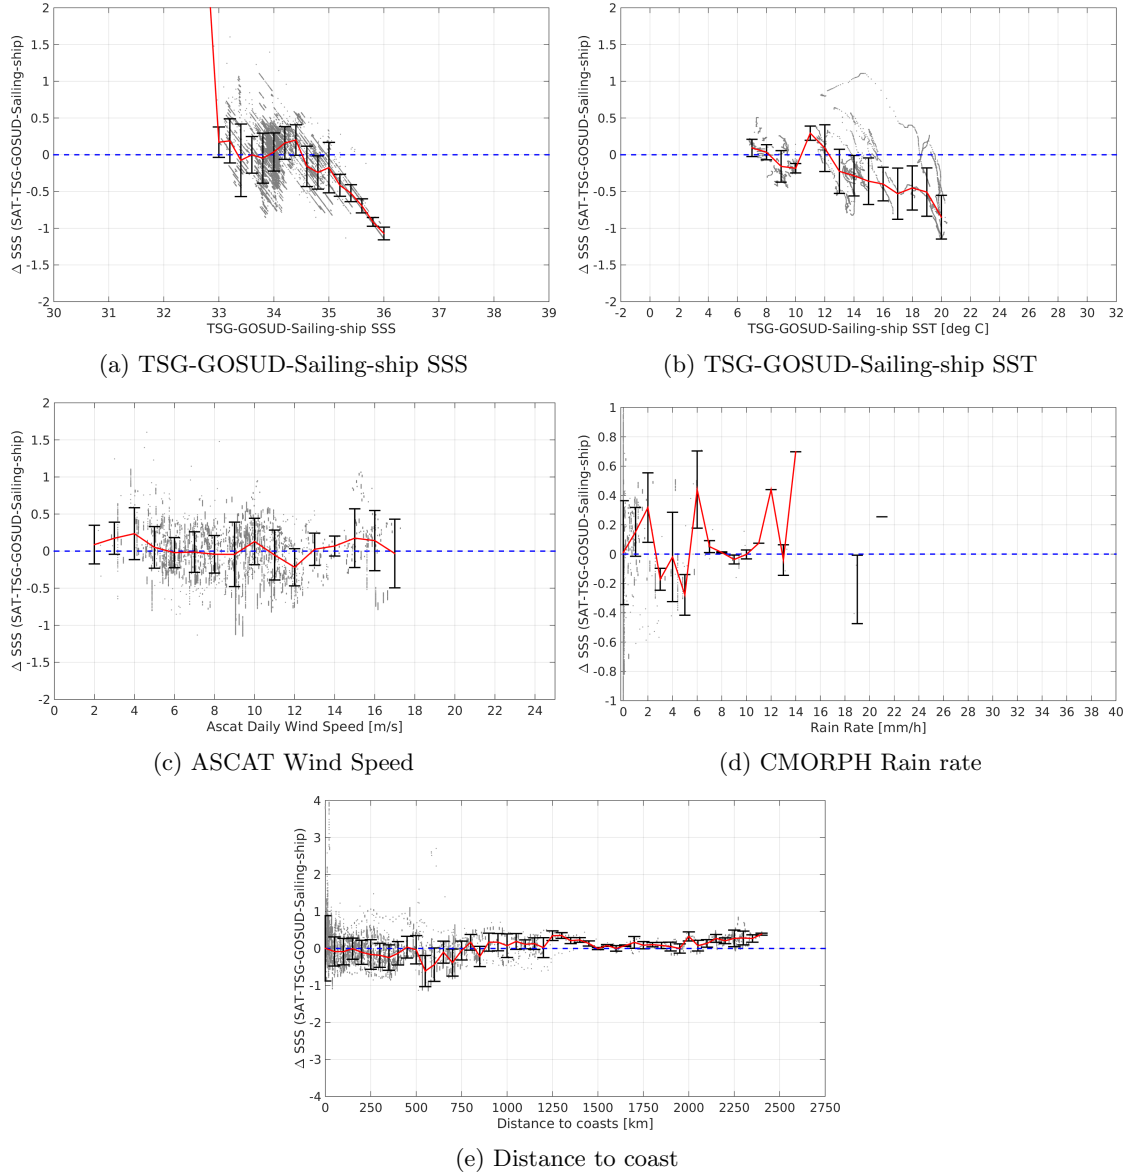 2
1.5
1
0.5
0
-0.5
-1
-1.5
-2
Δ SSS (SAT-TSG-GOSUD-Sailing-ship)
30 31 32 33 34 35 36 37 38 39
TSG-GOSUD-Sailing-ship SSS
(a) TSG-GOSUD-Sailing-ship SSS
2
1.5
1
0.5
0
-0.5
-1
-1.5
-2
Δ SSS (SAT-TSG-GOSUD-Sailing-ship)
-2 0 2 4 6 8 10 12 14 16 18 20 22 24 26 28 30 32
TSG-GOSUD-Sailing-ship SST [deg C]
(b) TSG-GOSUD-Sailing-ship SST
2
1.5
1
0.5
0
-0.5
-1
-1.5
-2
Δ SSS (SAT-TSG-GOSUD-Sailing-ship)
0 2 4 6 8 10 12 14 16 18 20 22 24
Ascat Daily Wind Speed [m/s]
(c) ASCAT Wind Speed
1
0.8
0.6
0.4
0.2
0
-0.2
-0.4
-0.6
-0.8
-1
Δ SSS (SAT-TSG-GOSUD-Sailing-ship)
0 2 4 6 8 10 12 14 16 18 20 22 24 26 28 30 32 34 36 38 40
Rain Rate [mm/h]
(d) CMORPH Rain rate
4
3
2
1
0
-1
-2
-3
-4
Δ SSS (SAT-TSG-GOSUD-Sailing-ship)
0 250 500 750 1000 1250 1500 1750 2000 2250 2500 2750
Distance to coasts [km]
(e) Distance to coast